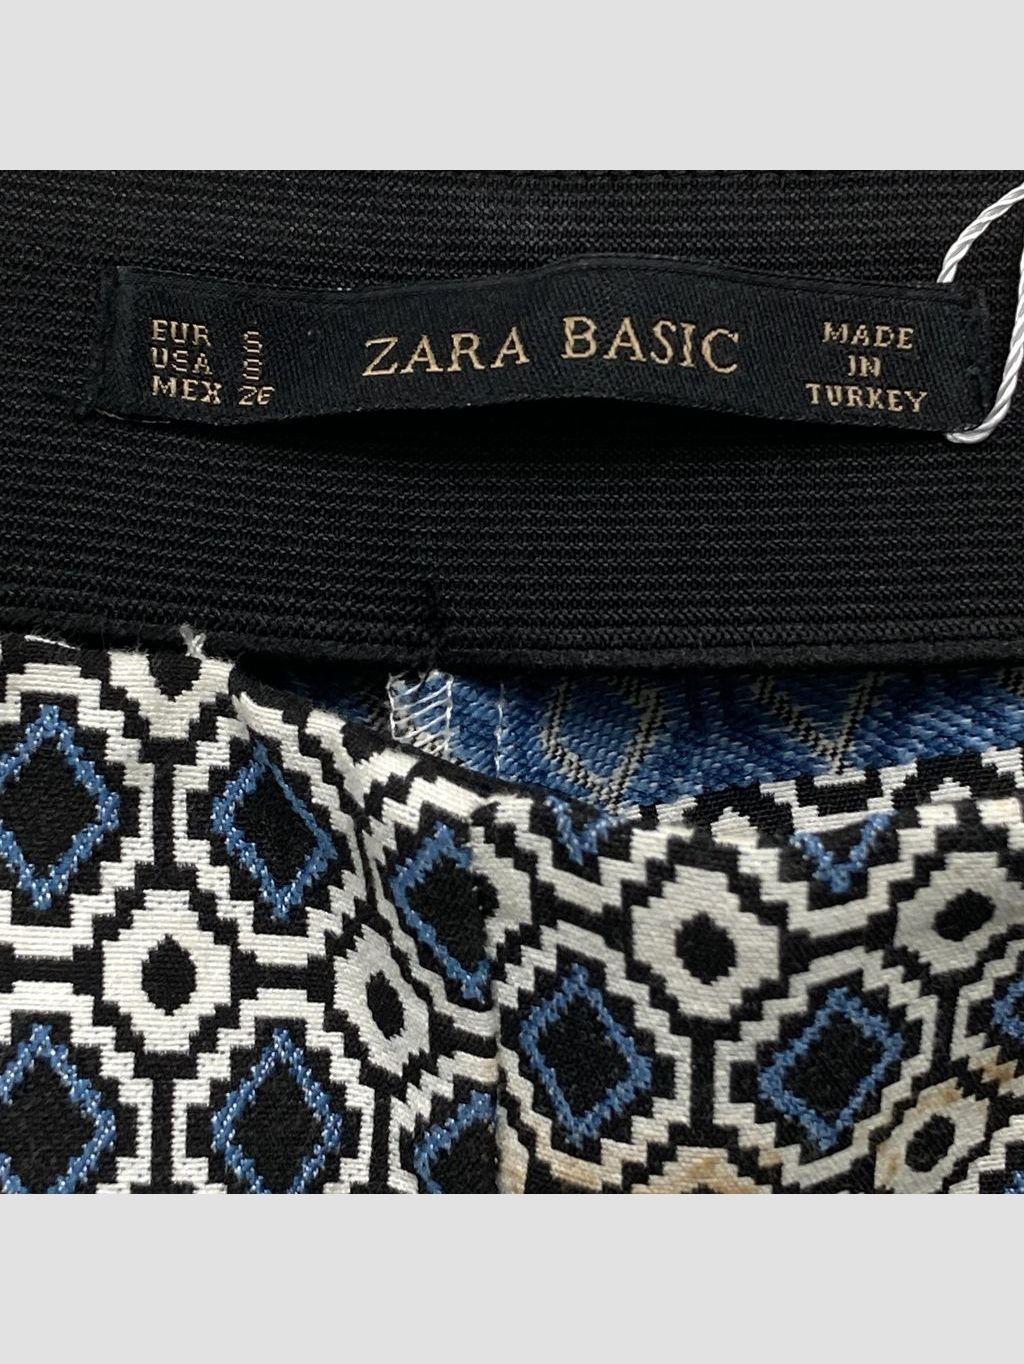 EUR S
USA S
MEX 26
ZARA BASIC
MADE
IN
TURKEY